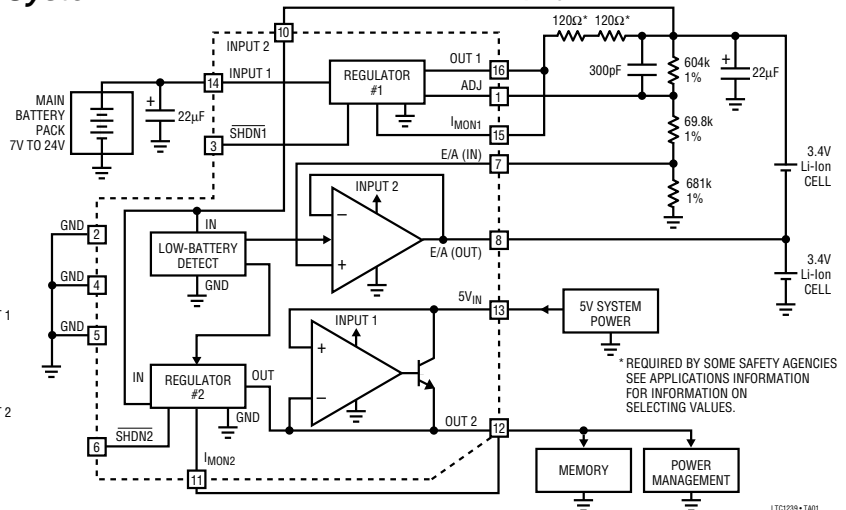 System
10
INPUT 2
120Ω* 120Ω*
OUT 1
16
14
INPUT 1
REGULATOR
#1
ADJ
1
300pF
604k
1%
+
22µF
MAIN
BATTERY
PACK
7V TO 24V
+
22µF
3
SHDN1
IMON1
15
69.8k
1%
E/A (IN)
7
3.4V
Li-Ion
CELL
INPUT 2
681k
1%
GND
2
IN
LOW-BATTERY
DETECT
−
+
8
E/A (OUT)
GND
4
GND
3.4V
Li-Ion
CELL
5VIN
13
5V SYSTEM
POWER
GND
5
T 1
INPUT 1
+
−
* REQUIRED BY SOME SAFETY AGENCIES
SEE APPLICATIONS INFORMATION
FOR INFORMATION ON
SELECTING VALUES.
IN
REGULATOR
#2
OUT
GND
T 2
OUT 2
12
6
SHDN2
IMON2
11
MEMORY
POWER
MANAGEMENT
LTC1239 • TA01